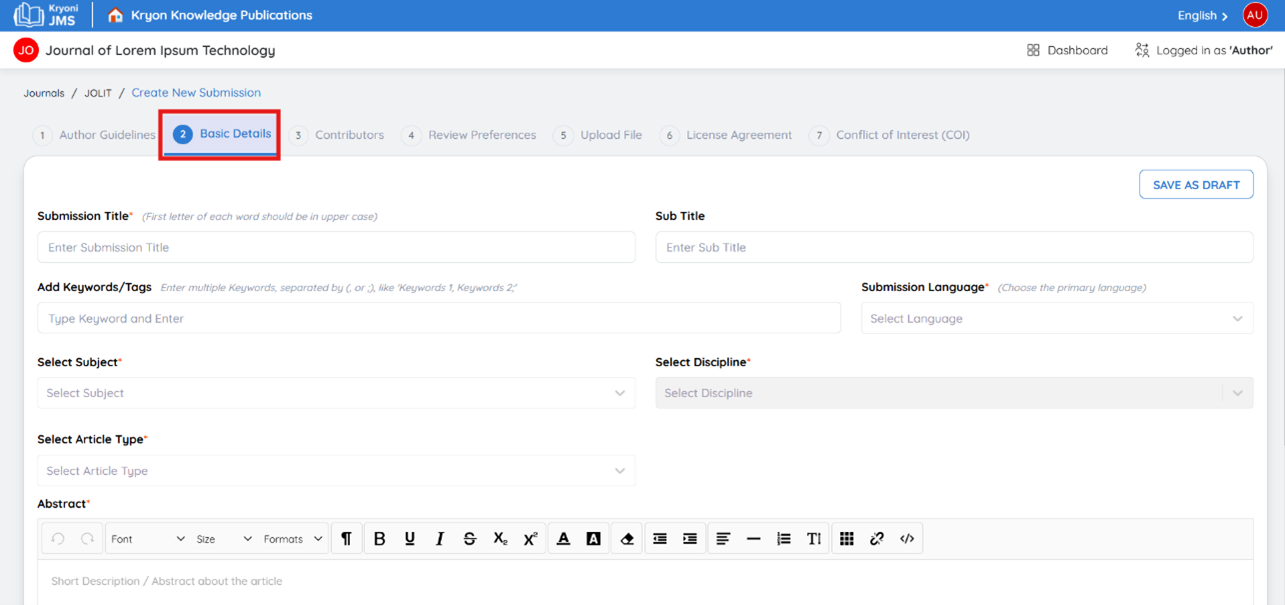 Kryoni
JMS
Kryon Knowledge Publications
English >
AU
JO
Journal of Lorem Ipsum Technology
Dashboard
Logged in as 'Author'
Journals / JOLIT / Create New Submission
1 Author Guidelines 2 Basic Details 3 Contributors 4 Review Preferences 5 Upload File 6 License Agreement 7 Conflict of Interest (COI)
SAVE AS DRAFT
Submission Title* (First letter of each word should be in upper case) Sub Title
Enter Submission Title Enter Sub Title
Add Keywords/Tags Enter multiple Keywords, separated by (, or ;), like 'Keywords 1, Keywords 2;' Submission Language* (Choose the primary language)
Type Keyword and Enter Select Language
Select Subject* Select Discipline*
Select Subject Select Discipline
Select Article Type*
Select Article Type
Abstract*
Font Size Formats ¶ B U I S X₂ X² A A TI </>
Short Description / Abstract about the article